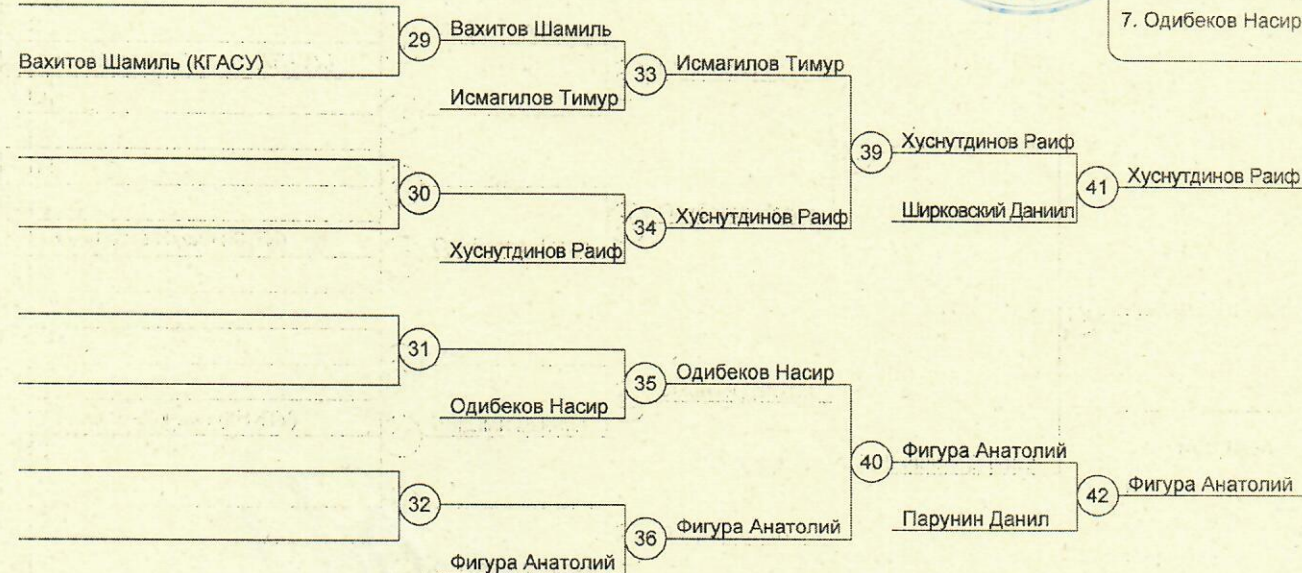 7. Одибеков Насир
29
Вахитов Шамиль
Вахитов Шамиль (КГАСУ)
33
Исмагилов Тимур
Исмагилов Тимур
39
Хуснутдинов Раиф
30
41
Хуснутдинов Раиф
34
Хуснутдинов Раиф
Ширковский Даниил
Хуснутдинов Раиф
31
35
Одибеков Насир
Одибеков Насир
40
Фигура Анатолий
32
42
Фигура Анатолий
36
Фигура Анатолий
Парунин Данил
Фигура Анатолий